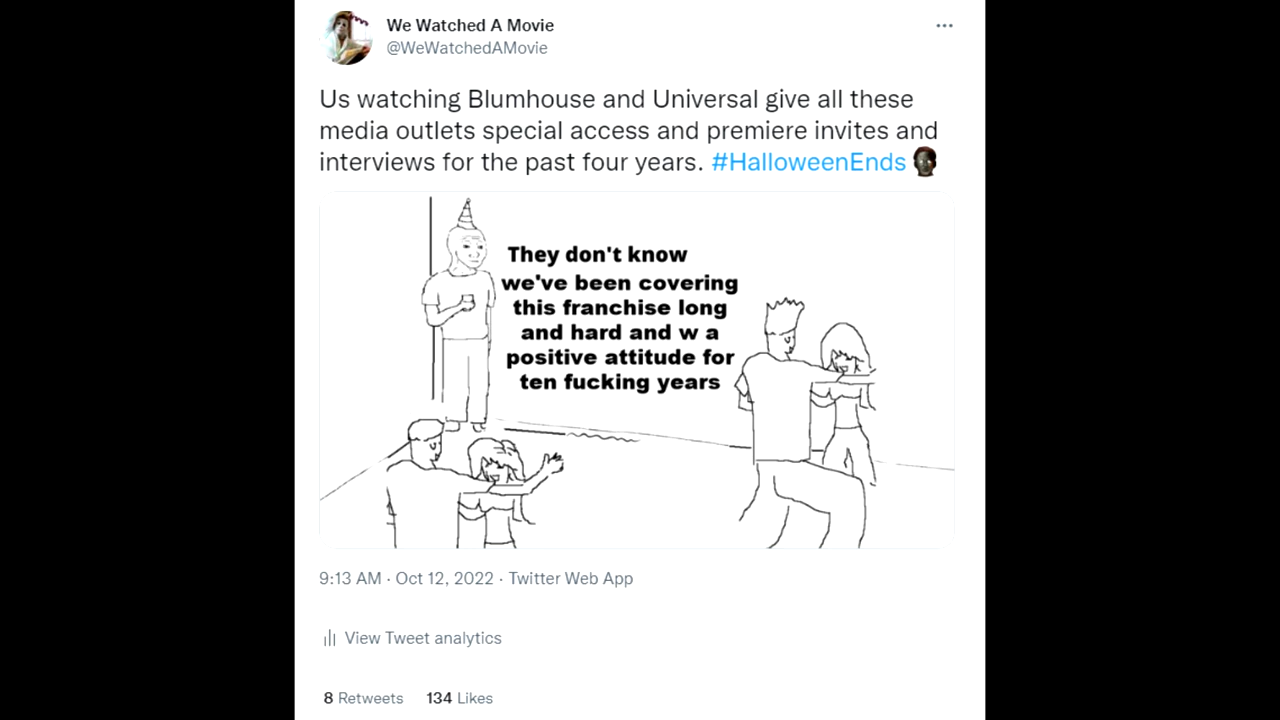 We Watched A Movie
@WeWatchedAMovie
Us watching Blumhouse and Universal give all these
media outlets special access and premiere invites and
interviews for the past four years. #HalloweenEnds
They don't know
we've been covering
this franchise long
and hard and w a
positive attitude for
ten fucking years
9:13 AM · Oct 12, 2022 · Twitter Web App
View Tweet analytics
8 Retweets 134 Likes